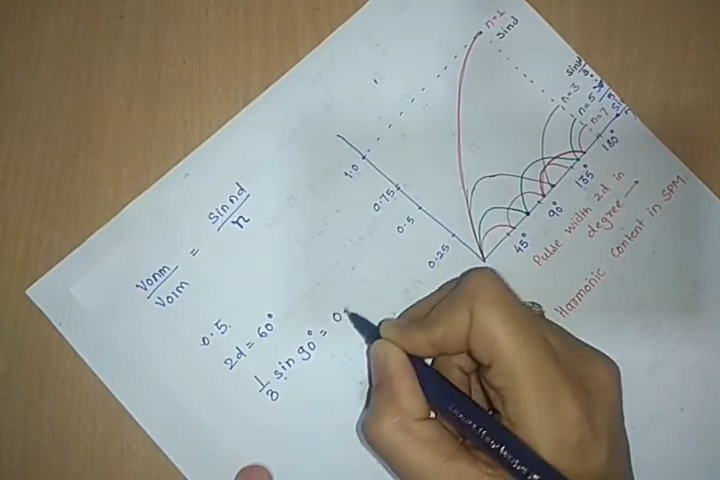 Vonm / Vo1m = Sin nd / n
0.5
2d = 60°
1/3 sin 90° = 0.
1.0
0.75
0.5
0.25
n=1
Sind
n=3
n=5
n=7
45°
90°
135°
180°
Pulse width 2d in
degree →
Harmonic content in SPM